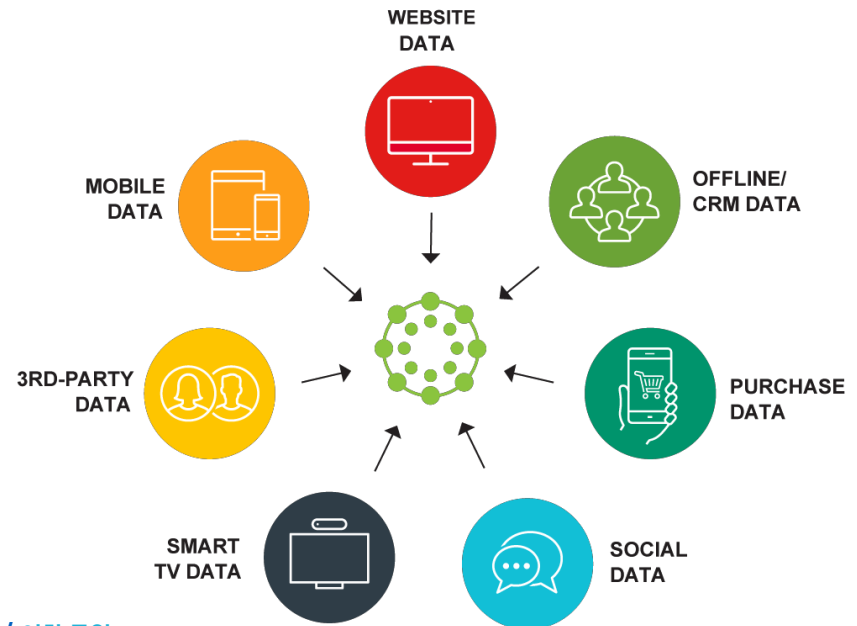 WEBSITE
DATA
MOBILE
DATA
OFFLINE/
CRM DATA
3RD-PARTY
DATA
PURCHASE
DATA
SMART
TV DATA
SOCIAL
DATA